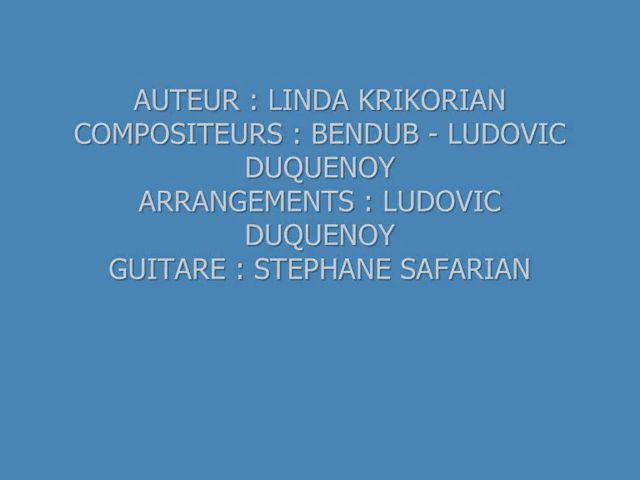 AUTEUR : LINDA KRIKORIAN
COMPOSITEURS : BENDUB - LUDOVIC
DUQUENOY
ARRANGEMENTS : LUDOVIC
DUQUENOY
GUITARE : STEPHANE SAFARIAN